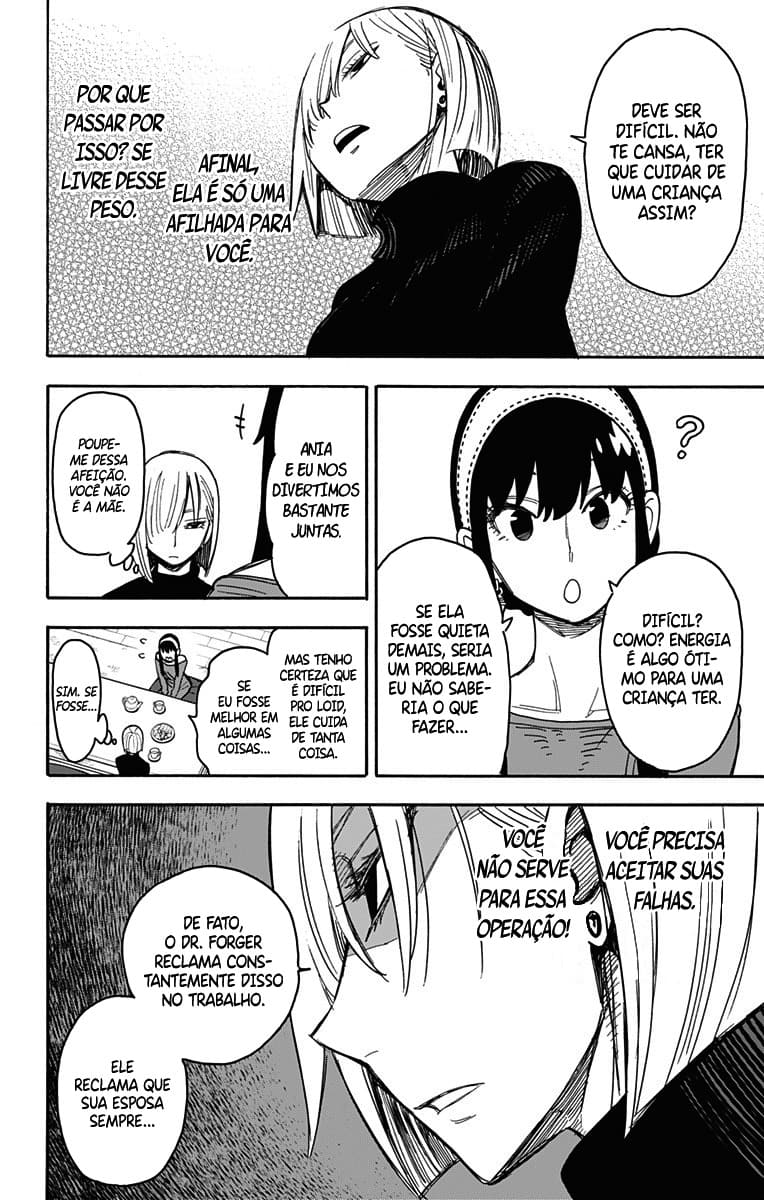 DEVE SER
DIFÍCIL. NÃO
TE CANSA, TER
QUE CUIDAR DE
UMA CRIANÇA
ASSIM?
AFINAL,
ELA É SÓ UMA
AFILHADA PARA
VOCÊ.
POR QUE
PASSAR POR
ISSO? SE
LIVRE DESSE
PESO.
?
DIFÍCIL?
COMO? ENERGIA
É ALGO ÓTI-
MO PARA UMA
CRIANÇA TER.
SE ELA
FOSSE QUIETA
DEMAIS, SERIA
UM PROBLEMA.
EU NÃO SABE-
RIA O QUE
FAZER...
ANIA
E EU NOS
DIVERTIMOS
BASTANTE
JUNTAS.
POUPE-
ME DESSA
AFEIÇÃO.
VOCÊ NÃO
É A MÃE.
MAS TENHO
CERTEZA QUE
É DIFÍCIL
PRO LOID,
ELE CUIDA
DE TANTA
COISA.
SE
EU FOSSE
MELHOR EM
ALGUMAS
COISAS...
SIM. SE
FOSSE...
VOCÊ PRECISA
ACEITAR SUAS
FALHAS.
VOCÊ
NÃO SERVE
PARA ESSA
OPERAÇÃO!
DE FATO,
O DR. FORGER
RECLAMA CONS-
TANTEMENTE DISSO
NO TRABALHO.
ELE
RECLAMA QUE
SUA ESPOSA
SEMPRE...